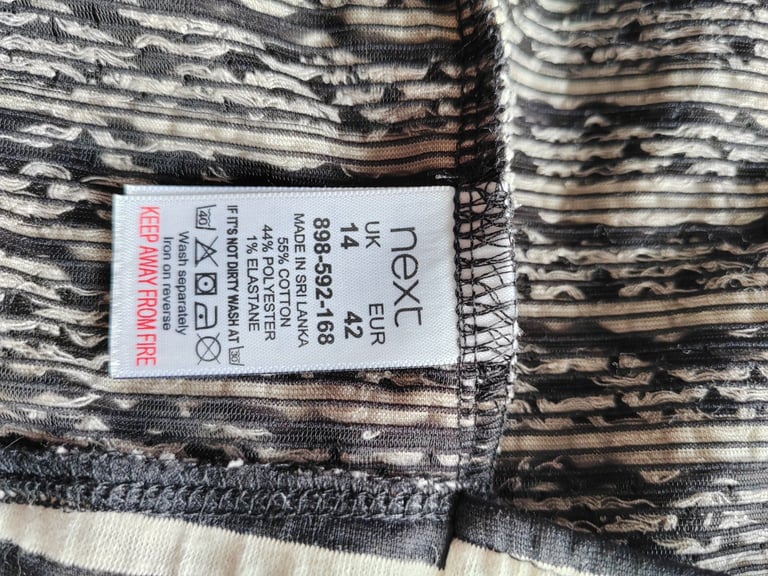 next
UK EUR
14 42
898-592-168
MADE IN SRI LANKA
55% COTTON
44% POLYESTER
1% ELASTANE
IF IT'S NOT DIRTY WASH AT 30
40
Wash separately
Iron on reverse
KEEP AWAY FROM FIRE